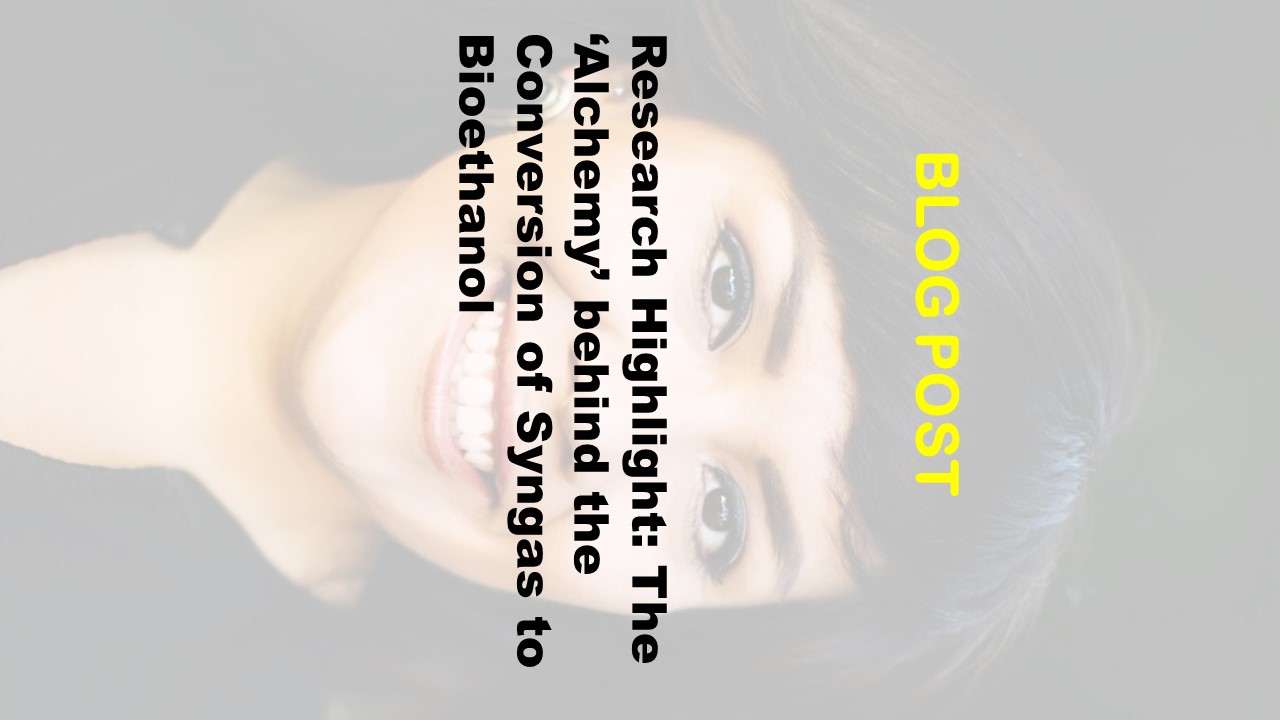 BLOG POST
Research Highlight: The
‘Alchemy’ behind the
Conversion of Syngas to
Bioethanol